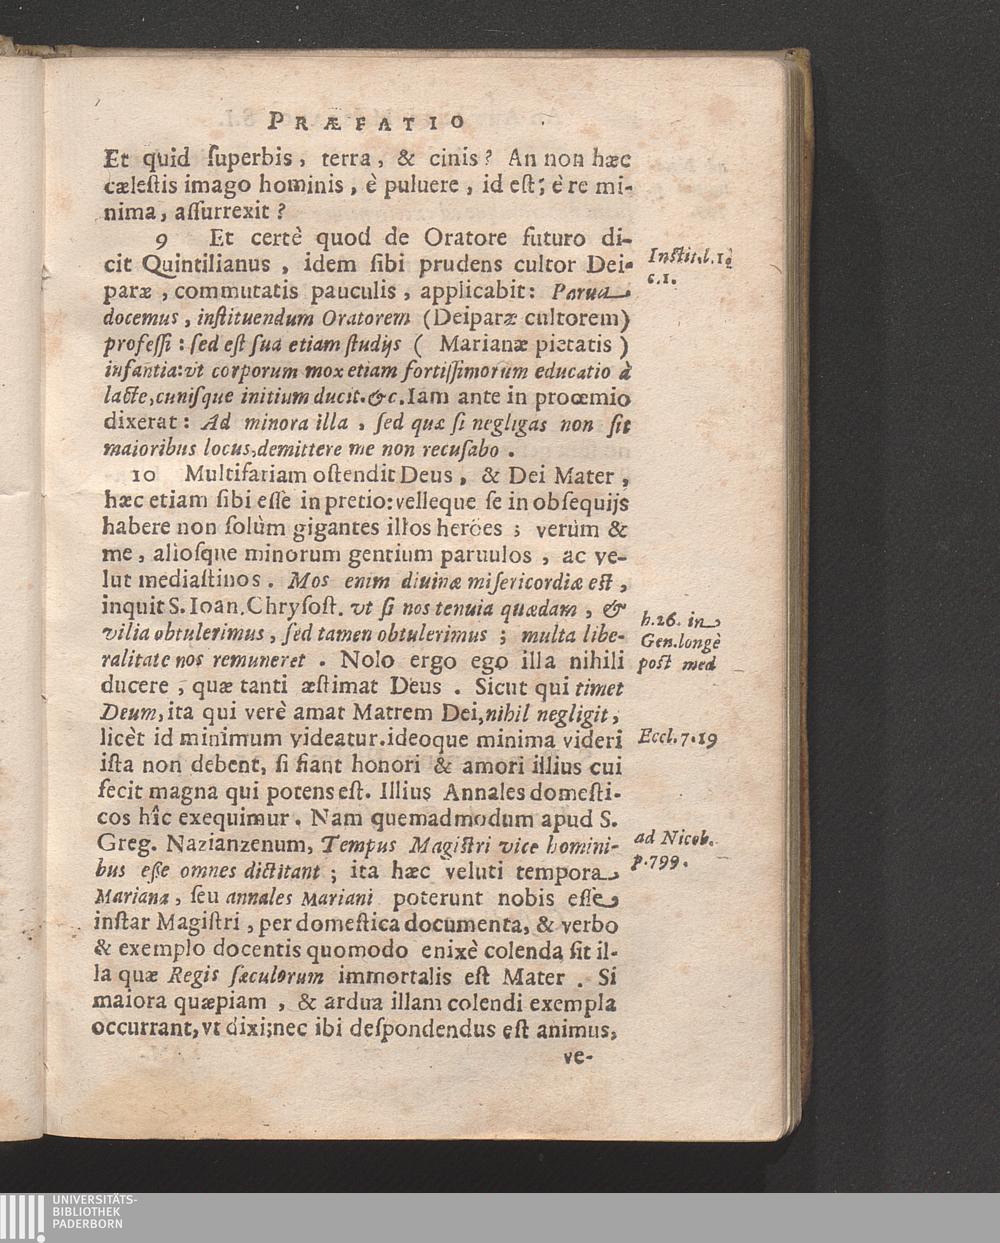 PRÆFATIO
Et quid ſuperbis, terra, & cinis? An non hæc
cæleſtis imago hominis, è puluere, id eſt; è re mi-
nima, aſſurrexit?
9 Et certè quod de Oratore futuro di-
cit Quintilianus, idem ſibi prudens cultor Dei-
paræ, commutatis pauculis, applicabit: Parua
docemus, inſtituendum Oratorem (Deiparæ cultorem)
profeſſi: ſed eſt ſua etiam ſtudijs (Marianæ pietatis)
infantia: vt corporum mox etiam fortiſſimorum educatio à
lacte, cuniſque initium ducit. &c. Iam ante in proœmio
dixerat: Ad minora illa, ſed quæ ſi negligas non ſit
maioribus locus, demittere me non recuſabo.
10 Multifariam oſtendit Deus, & Dei Mater,
hæc etiam ſibi eſſe in pretio: velleque ſe in obſequijs
habere non ſolùm gigantes illos heröes; verùm &
me, alioſque minorum gentium paruulos, ac ve-
lut mediaſtinos. Mos enim diuinæ miſericordiæ eſt,
inquit S. Ioan. Chryſoſt. vt ſi nos tenuia quædam, &
vilia obtulerimus, ſed tamen obtulerimus; multa libe-
ralitate nos remuneret. Nolo ergo ego illa nihili
ducere, quæ tanti æſtimat Deus. Sicut qui timet
Deum, ita qui verè amat Matrem Dei, nihil negligit,
licèt id minimum videatur. ideoque minima videri
iſta non debent, ſi fiant honori & amori illius cui
fecit magna qui potens eſt. Illius Annales domeſti-
cos hîc exequimur. Nam quemadmodum apud S.
Greg. Nazianzenum, Tempus Magiſtri vice homini-
bus eſſe omnes dictitant; ita hæc veluti tempora
Mariana, ſeu annales Mariani poterunt nobis eſſe
inſtar Magiſtri, per domeſtica documenta, & verbo
& exemplo docentis quomodo enixè colenda ſit il-
la quæ Regis ſæculorum immortalis eſt Mater. Si
maiora quæpiam, & ardua illam colendi exempla
occurrant, vt dixi; nec ibi deſpondendus eſt animus,
ve-
Inſtitul. 1.
c. 1.
h. 26. in
Gen. longè
poſt med
Eccl. 7. 19
ad Nicob.
p. 799.
UNIVERSITÄTS-
BIBLIOTHEK
PADERBORN